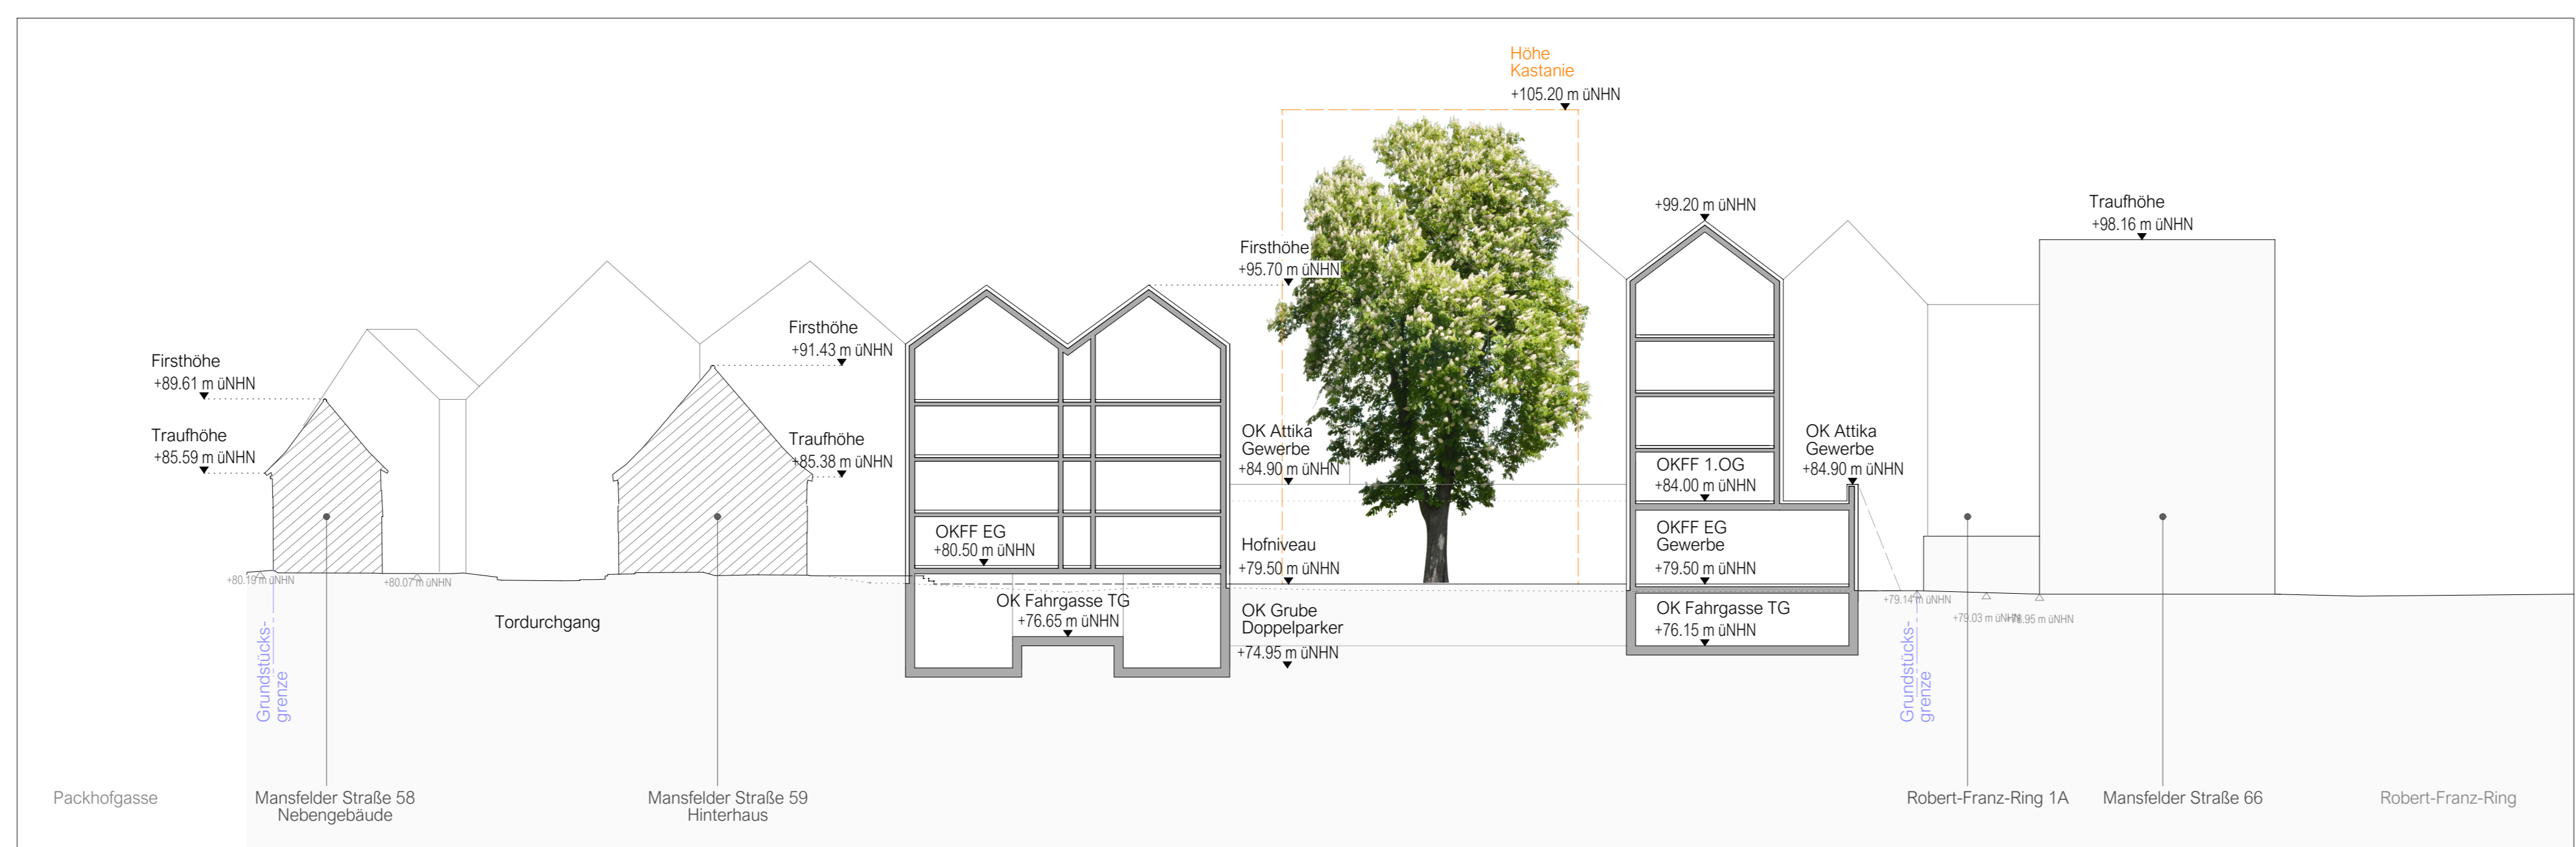 Höhe
Kastanie
+105.20 m üNHN
+99.20 m üNHN
Traufhöhe
+98.16 m üNHN
Firsthöhe
+95.70 m üNHN
Firsthöhe
+91.43 m üNHN
Firsthöhe
+89.61 m üNHN
Traufhöhe
+85.59 m üNHN
Traufhöhe
+85.38 m üNHN
OK Attika
Gewerbe
+84.90 m üNHN
OKFF 1.OG
+84.00 m üNHN
OK Attika
Gewerbe
+84.90 m üNHN
OKFF EG
+80.50 m üNHN
Hofniveau
+79.50 m üNHN
OKFF EG
Gewerbe
+79.50 m üNHN
+80.19 m üNHN
+80.07 m üNHN
Tordurchgang
OK Fahrgasse TG
+76.65 m üNHN
OK Grube
Doppelparker
+74.95 m üNHN
OK Fahrgasse TG
+76.15 m üNHN
+79.14 m üNHN
+79.03 m üNHN
+78.95 m üNHN
Grundstücks-
grenze
Grundstücks-
grenze
Packhofgasse
Mansfelder Straße 58
Nebengebäude
Mansfelder Straße 59
Hinterhaus
Robert-Franz-Ring 1A
Mansfelder Straße 66
Robert-Franz-Ring